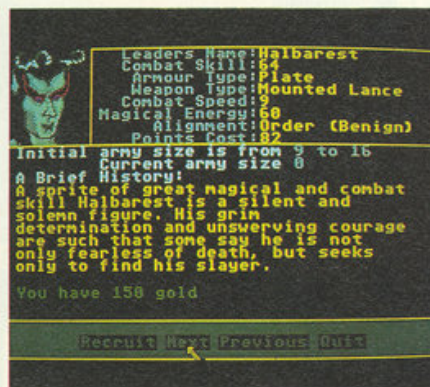 Leaders Name:Halbarest
Combat Skill:64
Armour Type:Plate
Weapon Type:Mounted Lance
Combat Speed:9
Magical Energy:60
Alignment:Order (Benign)
Points Cost:82
Initial army size is from 9 to 16
Current army size 0
A Brief History:
A sprite of great magical and combat
skill Halbarest is a silent and
solemn figure. His grim
determination and unswerving courage
are such that some say he is not
only fearless of death, but seeks
only to find his slayer.
You have 150 gold
Recruit Next Previous Quit